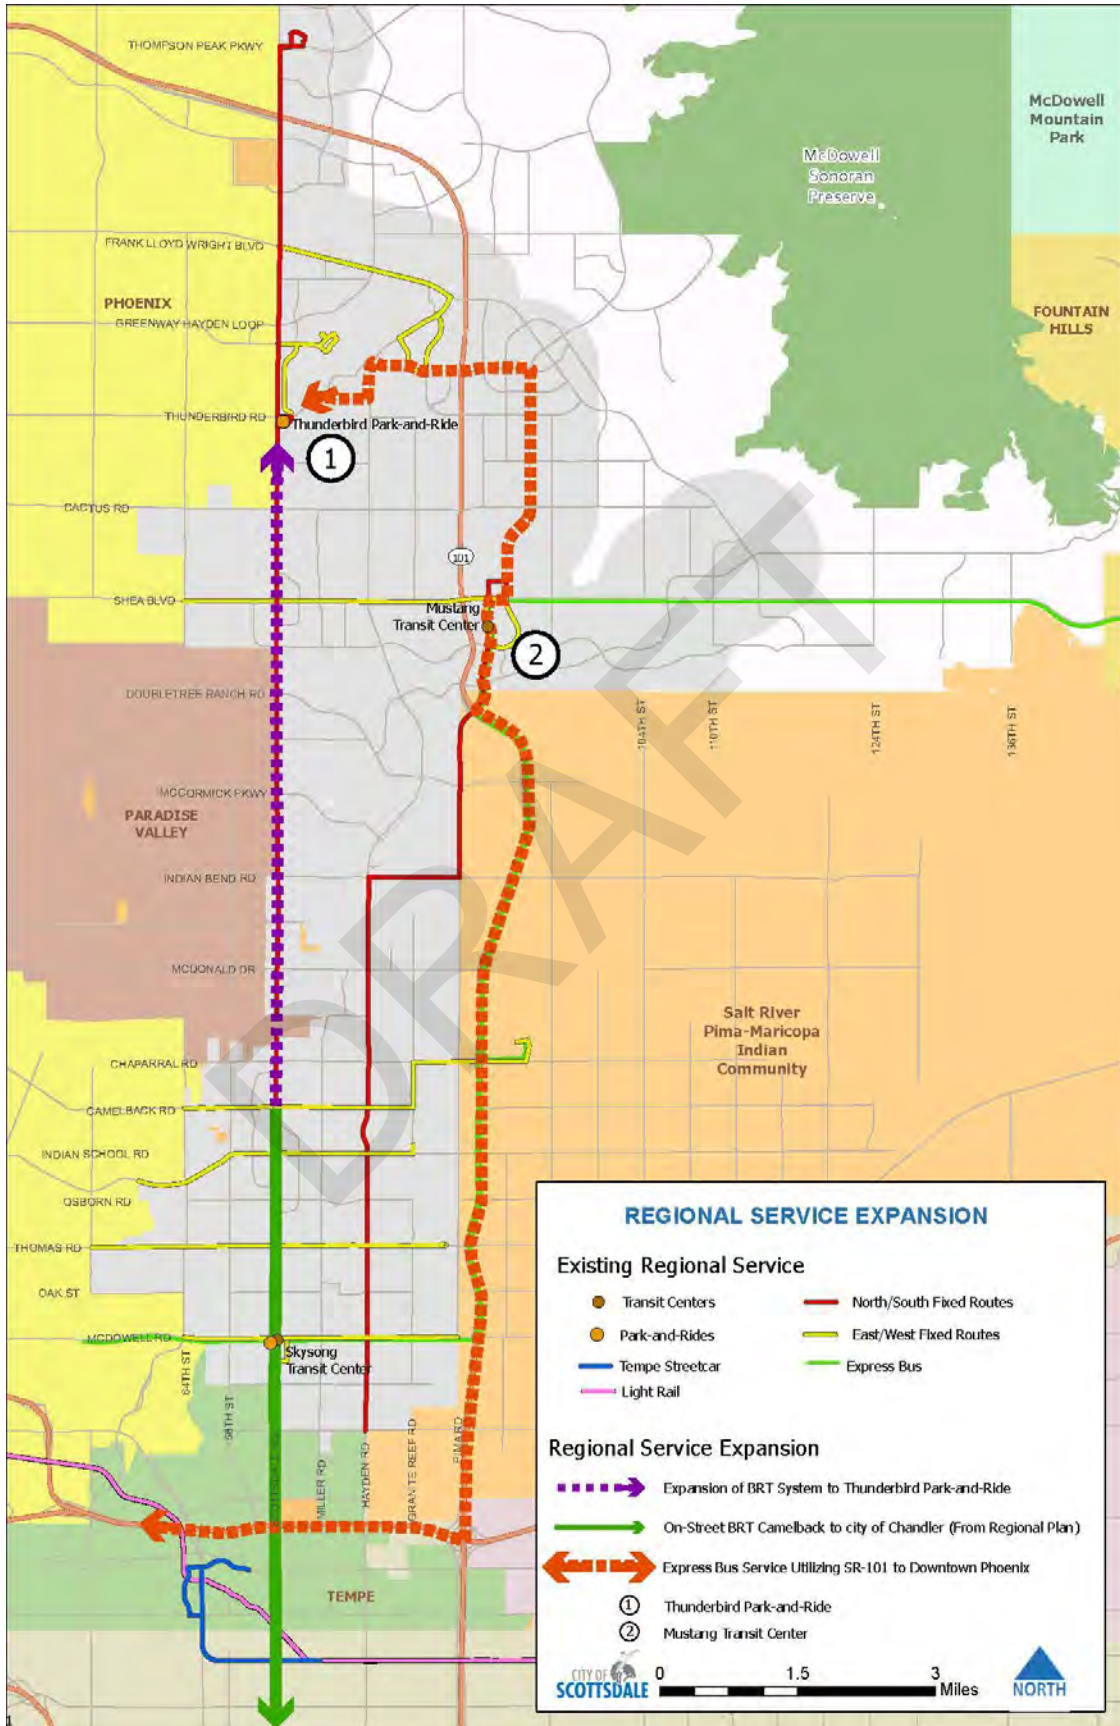 THOMPSON PEAK PKWY
McDowell
Mountain
Park
McDowell
Sonoran
Preserve
FRANK LLOYD WRIGHT BLVD
PHOENIX
GREENWAY HAYDEN LOOP
FOUNTAIN
HILLS
THUNDERBIRD RD
Thunderbird Park-and-Ride
1
CACTUS RD
101
SHEA BLVD
Mustang
Transit Center
2
DOUBLETREE RANCH RD
104TH ST
110TH ST
124TH ST
136TH ST
MCCORMICK PKWY
PARADISE
VALLEY
INDIAN BEND RD
DRAFT
MCDONALD DR
Salt River
Pima-Maricopa
Indian
Community
CHAPARRAL RD
CAMELBACK RD
INDIAN SCHOOL RD
OSBORN RD
THOMAS RD
OAK ST
MCDOWELL RD
Skysong
Transit Center
64TH ST
68TH ST
MILLER RD
HAYDEN RD
GRANITE REEF RD
PIMA RD
TEMPE
REGIONAL SERVICE EXPANSION
Existing Regional Service
Transit Centers
North/South Fixed Routes
Park-and-Rides
East/West Fixed Routes
Tempe Streetcar
Express Bus
Light Rail
Regional Service Expansion
Expansion of BRT System to Thunderbird Park-and-Ride
On-Street BRT Camelback to city of Chandler (From Regional Plan)
Express Bus Service Utilizing SR-101 to Downtown Phoenix
1 Thunderbird Park-and-Ride
2 Mustang Transit Center
CITY OF
SCOTTSDALE
0 1.5 3
Miles
NORTH
1